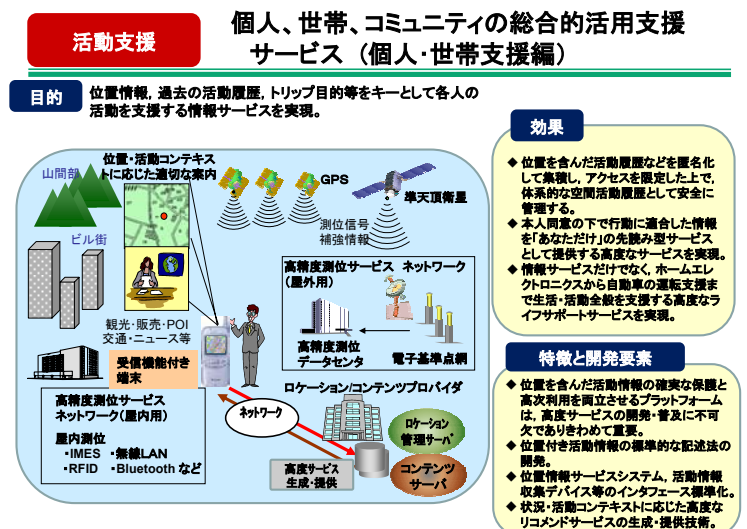 活動支援
個人、世帯、コミュニティの総合的活用支援
サービス （個人・世帯支援編）
目的
位置情報，過去の活動履歴，トリップ目的等をキーとして各人の
活動を支援する情報サービスを実現。
位置・活動コンテキス
トに応じた適切な案内
山間部
ビル街
GPS
準天頂衛星
測位信号
補強情報
観光・販売・POI
交通・ニュース等
受信機能付き
端末
高精度測位サービス ネットワーク
（屋外用）
高精度測位
データセンタ
電子基準点網
高精度測位サービス
ネットワーク（屋内用）
屋内測位
・IMES ・無線LAN
・RFID ・Bluetooth など
ロケーション/コンテンツプロバイダ
ネットワーク
ロケーション
管理サーバ
コンテンツ
サーバ
高度サービス
生成・提供
効果
◆ 位置を含んだ活動履歴などを匿名化
して集積し，アクセスを限定した上で，
体系的な空間活動履歴として安全に
管理する。
◆ 本人同意の下で行動に適合した情報
を「あなただけ」の先読み型サービス
として提供する高度なサービスを実現。
◆ 情報サービスだけでなく，ホームエレ
クトロニクスから自動車の運転支援ま
で生活・活動全般を支援する高度なラ
イフサポートサービスを実現。
特徴と開発要素
◆ 位置を含んだ活動情報の確実な保護と
高次利用を両立させるプラットフォーム
は，高度サービスの開発・普及に不可
欠でありきわめて重要。
◆ 位置付き活動情報の標準的な記述法の
開発。
◆ 位置情報サービスシステム，活動情報
収集デバイス等のインタフェース標準化。
◆ 状況・活動コンテキストに応じた高度な
リコメンドサービスの生成・提供技術。